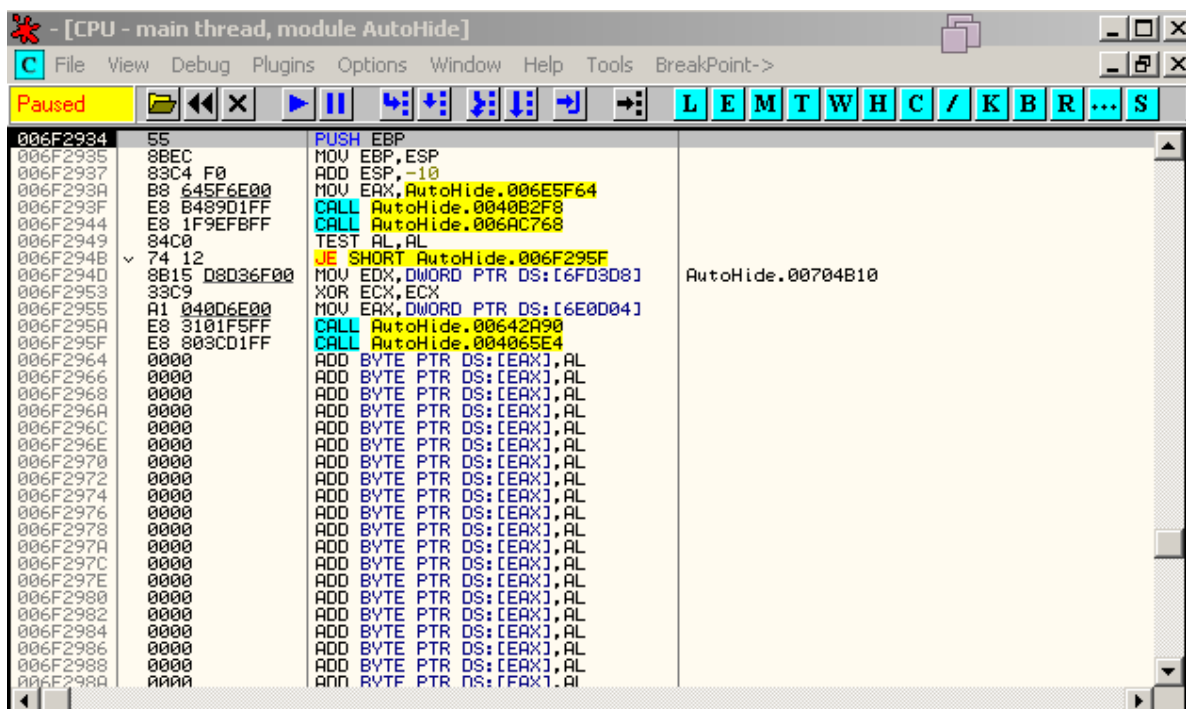 - [CPU - main thread, module AutoHide]
C File View Debug Plugins Options Window Help Tools BreakPoint->
Paused L E M T W H C / K B R ... S
006F2934 55 PUSH EBP
006F2935 8BEC MOV EBP,ESP
006F2937 83C4 F0 ADD ESP,-10
006F293A B8 645F6E00 MOV EAX,AutoHide.006E5F64
006F293F E8 B489D1FF CALL AutoHide.0040B2F8
006F2944 E8 1F9EFBFF CALL AutoHide.006AC768
006F2949 84C0 TEST AL,AL
006F294B 74 12 JE SHORT AutoHide.006F295F
006F294D 8B15 D8D36F00 MOV EDX,DWORD PTR DS:[6FD3D8] AutoHide.00704B10
006F2953 33C9 XOR ECX,ECX
006F2955 A1 040D6E00 MOV EAX,DWORD PTR DS:[6E0D04]
006F295A E8 3101F5FF CALL AutoHide.00642A90
006F295F E8 803CD1FF CALL AutoHide.004065E4
006F2964 0000 ADD BYTE PTR DS:[EAX],AL
006F2966 0000 ADD BYTE PTR DS:[EAX],AL
006F2968 0000 ADD BYTE PTR DS:[EAX],AL
006F296A 0000 ADD BYTE PTR DS:[EAX],AL
006F296C 0000 ADD BYTE PTR DS:[EAX],AL
006F296E 0000 ADD BYTE PTR DS:[EAX],AL
006F2970 0000 ADD BYTE PTR DS:[EAX],AL
006F2972 0000 ADD BYTE PTR DS:[EAX],AL
006F2974 0000 ADD BYTE PTR DS:[EAX],AL
006F2976 0000 ADD BYTE PTR DS:[EAX],AL
006F2978 0000 ADD BYTE PTR DS:[EAX],AL
006F297A 0000 ADD BYTE PTR DS:[EAX],AL
006F297C 0000 ADD BYTE PTR DS:[EAX],AL
006F297E 0000 ADD BYTE PTR DS:[EAX],AL
006F2980 0000 ADD BYTE PTR DS:[EAX],AL
006F2982 0000 ADD BYTE PTR DS:[EAX],AL
006F2984 0000 ADD BYTE PTR DS:[EAX],AL
006F2986 0000 ADD BYTE PTR DS:[EAX],AL
006F2988 0000 ADD BYTE PTR DS:[EAX],AL
006F298A 0000 ADD BYTE PTR DS:[EAX],AL